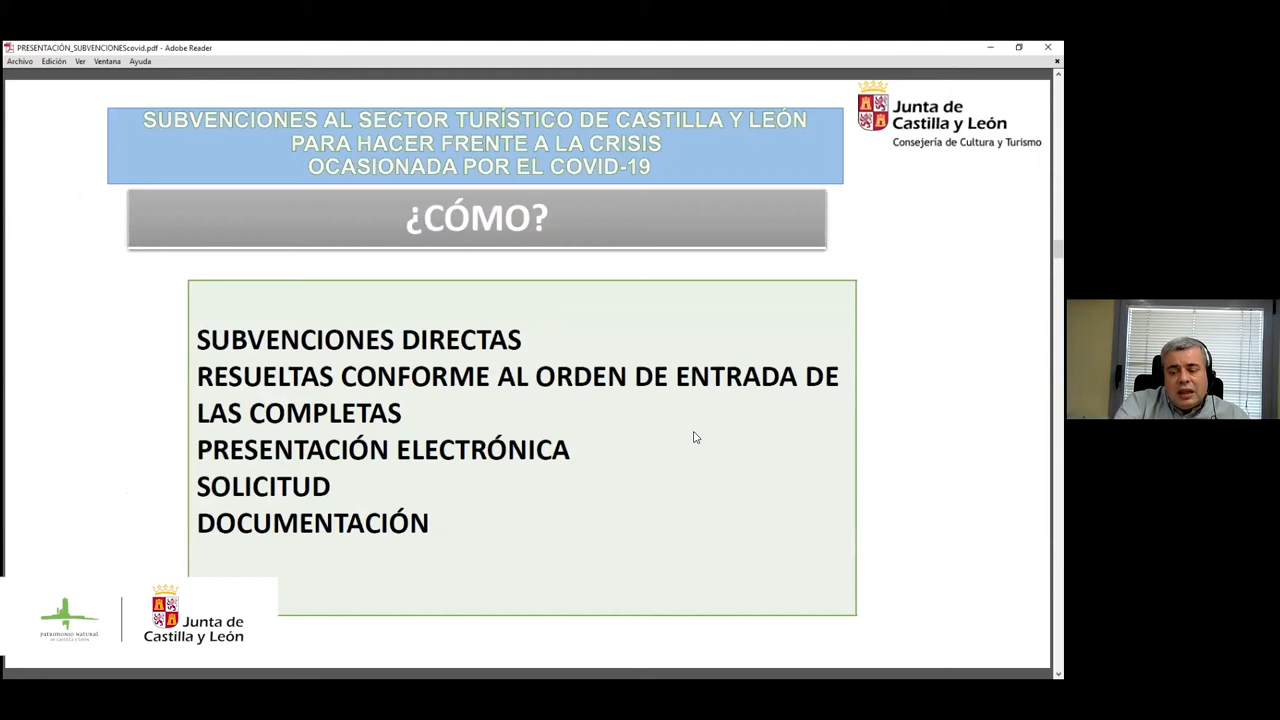 PRESENTACIÓN_SUBVENCIONEScovid.pdf - Adobe Reader
Archivo Edición Ver Ventana Ayuda
SUBVENCIONES AL SECTOR TURÍSTICO DE CASTILLA Y LEÓN
PARA HACER FRENTE A LA CRISIS
OCASIONADA POR EL COVID-19
Junta de
Castilla y León
Consejería de Cultura y Turismo
¿CÓMO?
SUBVENCIONES DIRECTAS
RESUELTAS CONFORME AL ORDEN DE ENTRADA DE
LAS COMPLETAS
PRESENTACIÓN ELECTRÓNICA
SOLICITUD
DOCUMENTACIÓN
PATRIMONIO NATURAL
de castilla y león
Junta de
Castilla y León